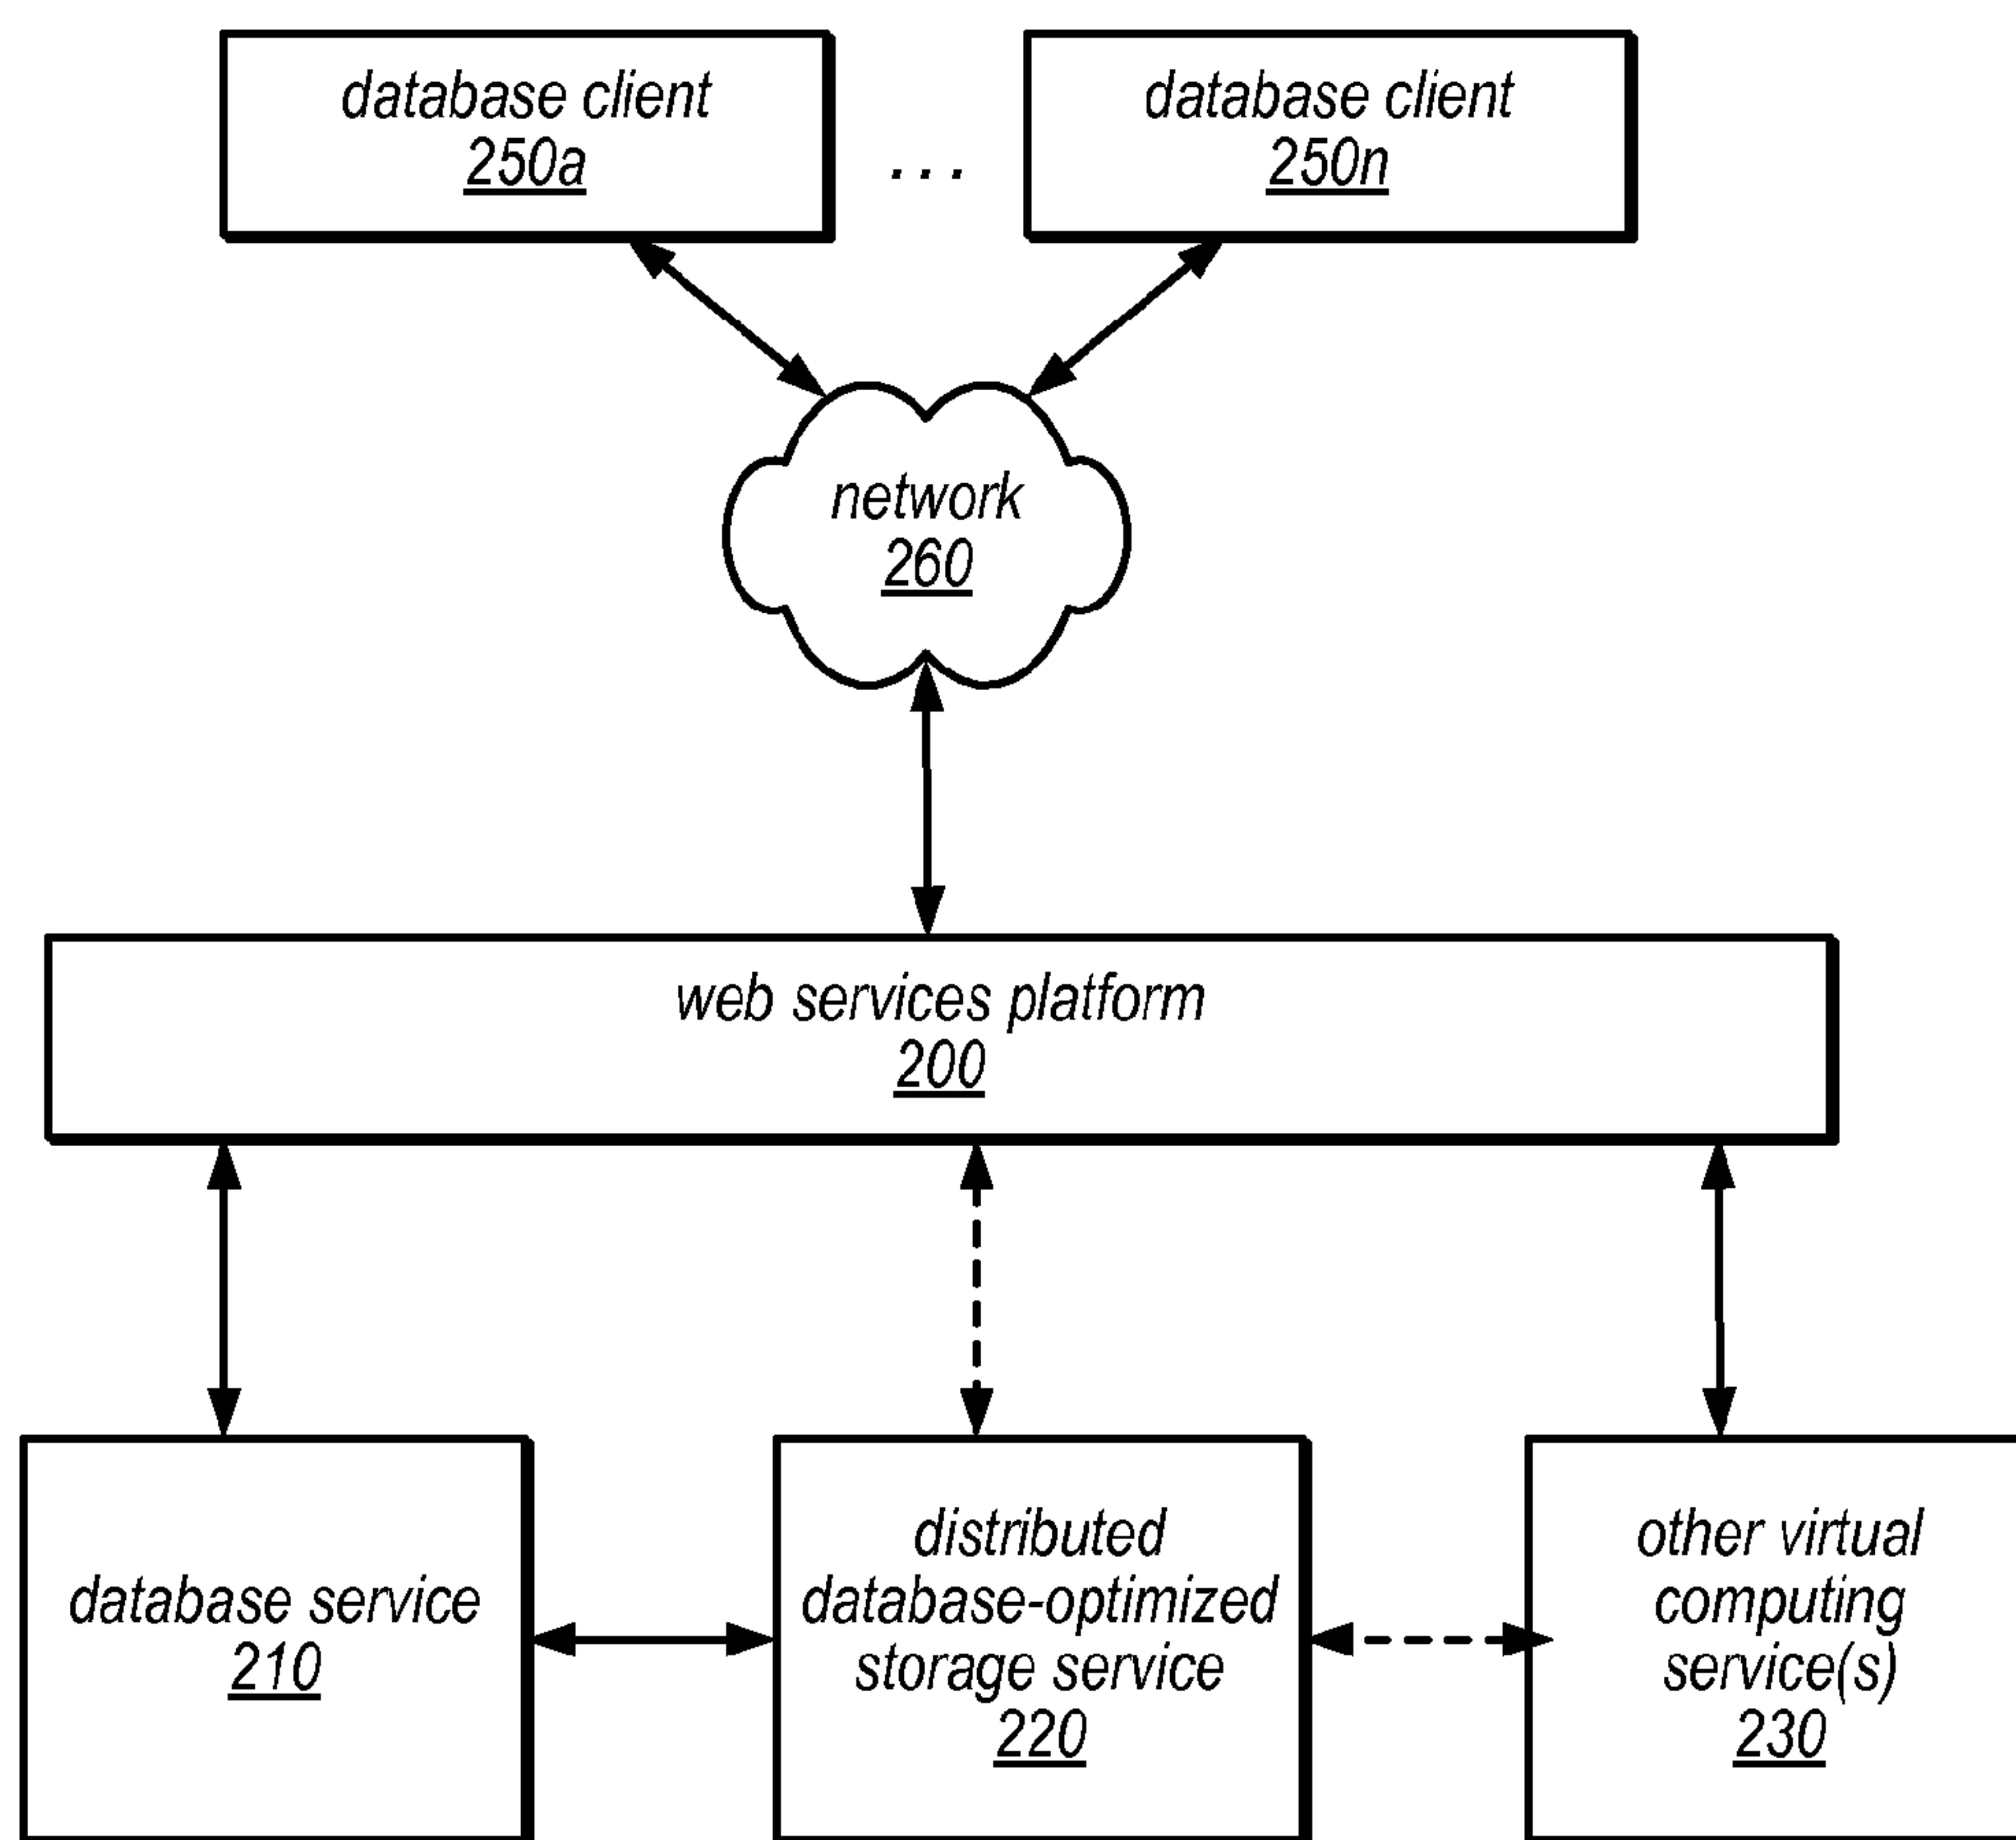 database client
250a
...
database client
250n
network
260
web services platform
200
database service
210
distributed
database-optimized
storage service
220
other virtual
computing
service(s)
230